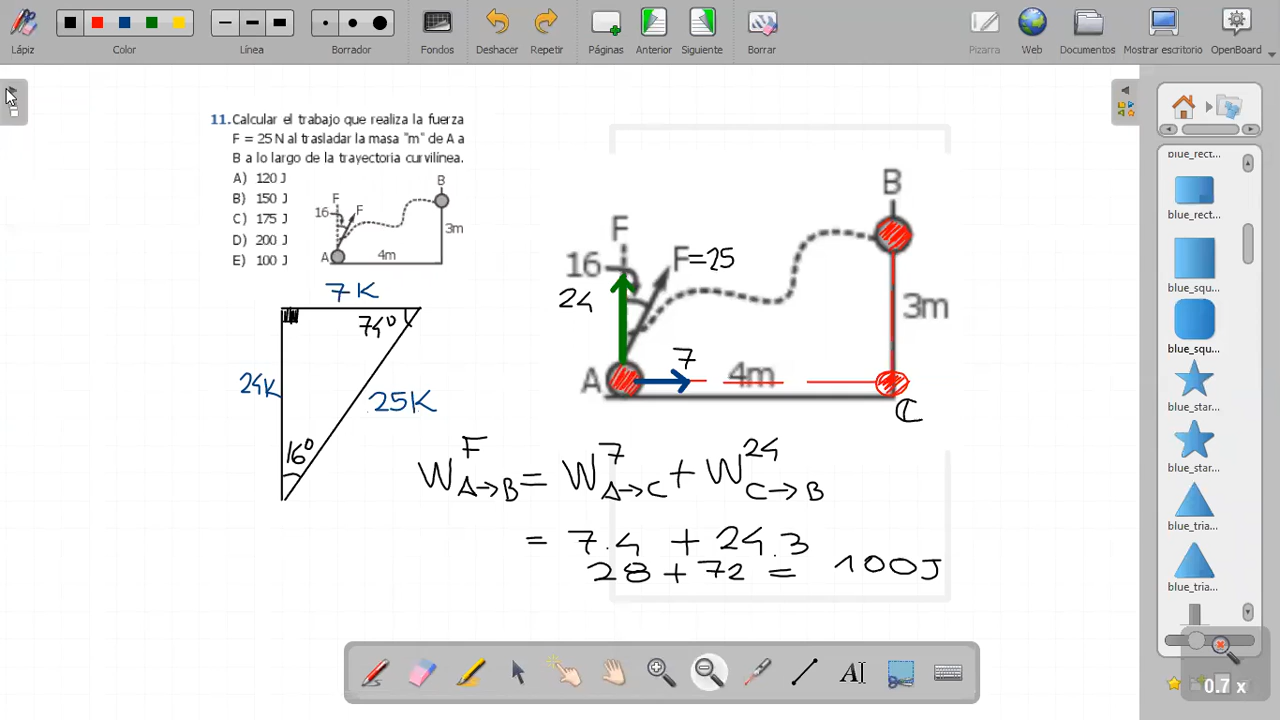 Lápiz
Color
Línea
Borrador
Fondos
Deshacer
Repetir
Páginas
Anterior
Siguiente
Borrar
Pizarra
Web
Documentos
Mostrar escritorio
OpenBoard
11. Calcular el trabajo que realiza la fuerza
F = 25 N al trasladar la masa "m" de A a
B a lo largo de la trayectoria curvilínea.
A) 120 J
B) 150 J
C) 175 J
D) 200 J
E) 100 J
B
F
16
F
3m
A
4m
7K
74°
24K
25K
16°
B
F
16
F=25
24
3m
7
A
4m
C
W^F_{A→B} = W^7_{A→C} + W^24_{C→B}
= 7.4 + 24.3
28 + 72 = 100J
blue_rect...
blue_rect...
blue_squ...
blue_squ...
blue_star...
blue_star...
blue_tria...
blue_tria...
0.7 x